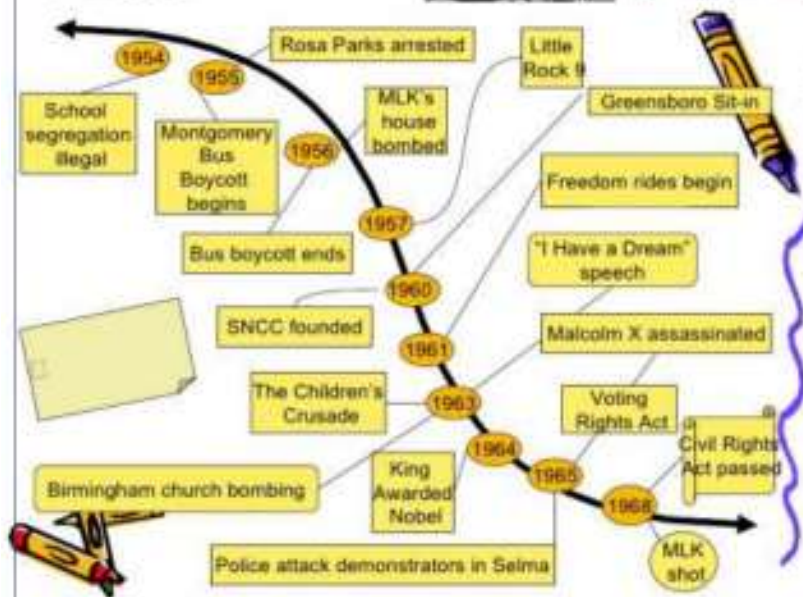 1954
Rosa Parks arrested
Little
Rock 9
1955
School
segregation
illegal
Montgomery
Bus
Boycott
begins
1956
MLK's
house
bombed
Greensboro Sit-in
Freedom rides begin
1957
Bus boycott ends
"I Have a Dream"
speech
1960
SNCC founded
Malcolm X assassinated
1961
The Children's
Crusade
1963
Voting
Rights Act
1964
Civil Rights
Act passed
King
Awarded
Nobel
1965
Birmingham church bombing
1968
Police attack demonstrators in Selma
MLK
shot